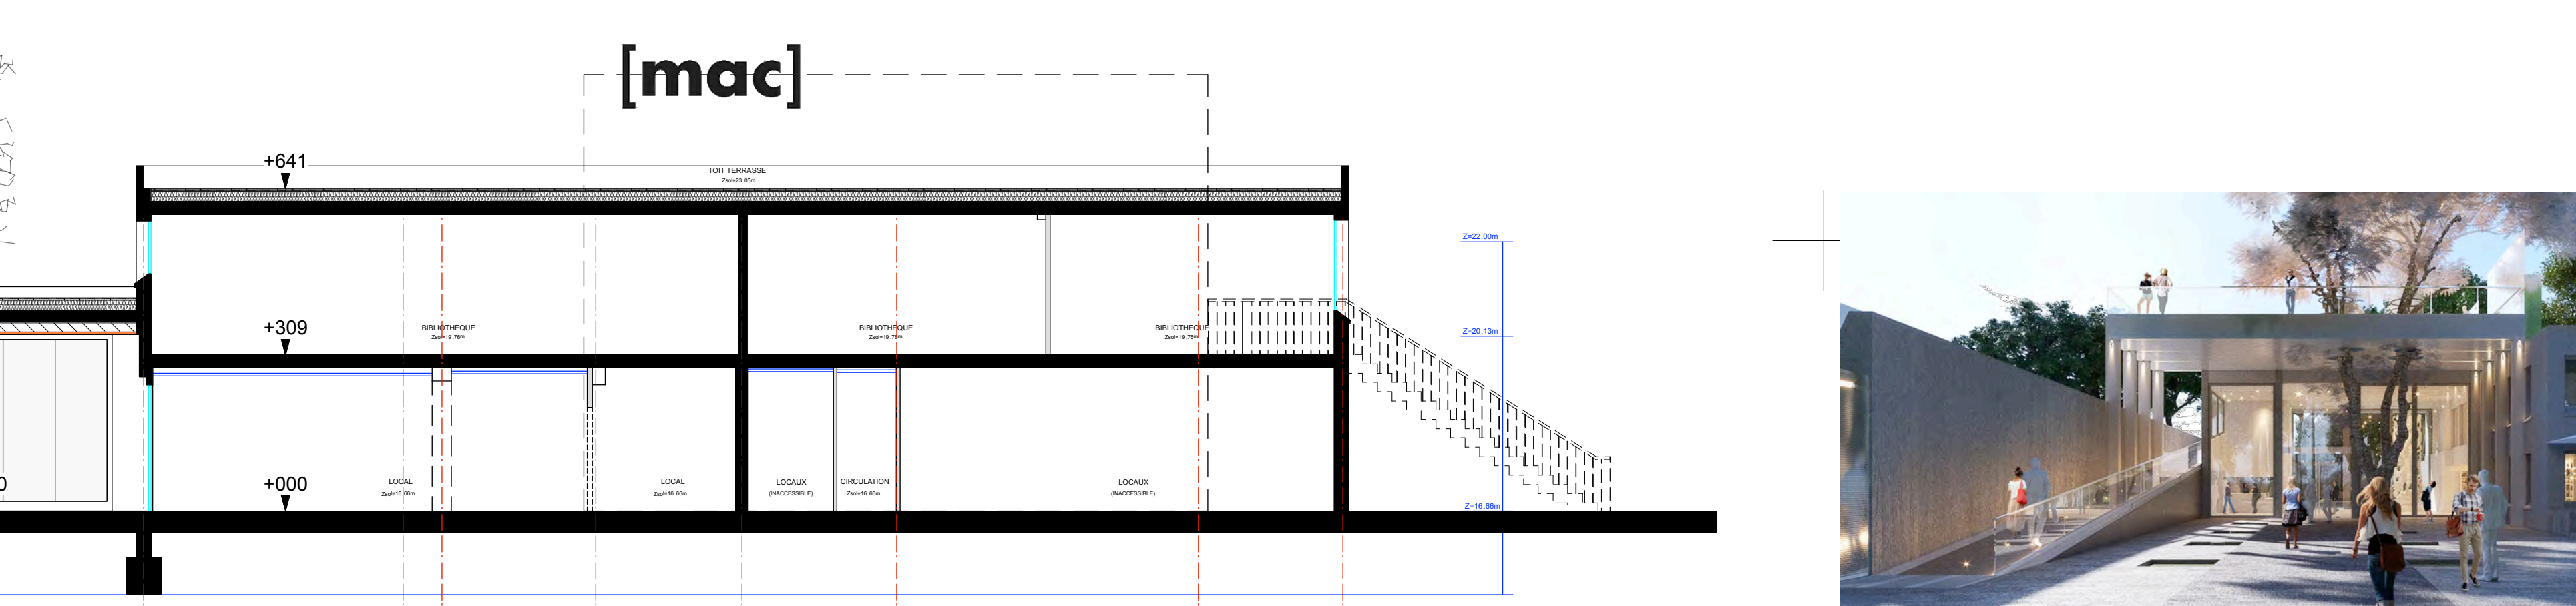 [mac]
+641
TOIT TERRASSE
Zsol=23.05m
Z=22.00m
+309
BIBLIOTHEQUE
Zsol=19.76m
BIBLIOTHEQUE
Zsol=19.76m
BIBLIOTHEQUE
Zsol=19.76m
Z=20.13m
0
+000
LOCAL
Zsol=16.66m
LOCAL
Zsol=16.66m
LOCAUX
(INACCESSIBLE)
CIRCULATION
Zsol=16.66m
LOCAUX
(INACCESSIBLE)
Z=16.66m